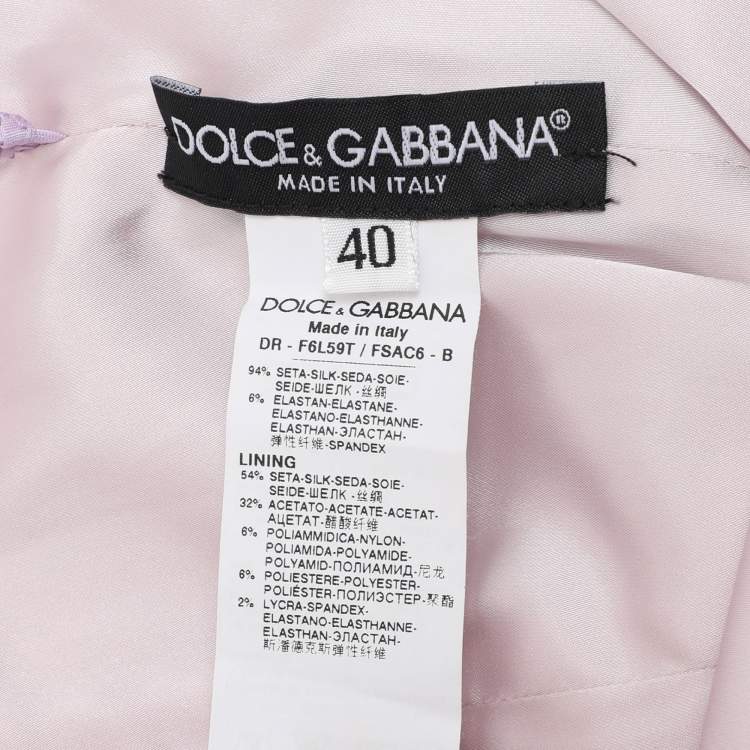 DOLCE & GABBANA®
MADE IN ITALY
40
DOLCE & GABBANA
Made in Italy
DR - F6L59T / FSAC6 - B
94% SETA-SILK-SEDA-SOIE-
SEIDE-ШЕЛК - 丝绸
6% ELASTAN-ELASTANE-
ELASTANO-ELASTHANNE-
ELASTHAN-ЭЛАСТАН-
弹性纤维-SPANDEX
LINING
54% SETA-SILK-SEDA-SOIE-
SEIDE-ШЕЛК - 丝绸
32% ACETATO-ACETATE-ACETAT-
АЦЕТАТ-醋酸纤维
6% POLIAMMIDICA-NYLON-
POLIAMIDA-POLYAMIDE-
POLYAMID-ПОЛИАМИД-尼龙
6% POLIESTERE-POLYESTER-
POLIÉSTER-ПОЛИЭСТЕР-聚酯
2% LYCRA-SPANDEX-
ELASTANO-ELASTHANNE-
ELASTHAN-ЭЛАСТАН-
斯潘德克斯弹性纤维